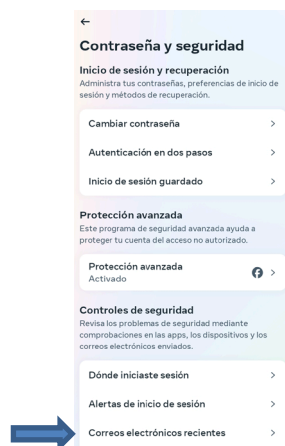 Contraseña y seguridad
Inicio de sesión y recuperación
Administra tus contraseñas, preferencias de inicio de
sesión y métodos de recuperación.
Cambiar contraseña
Autenticación en dos pasos
Inicio de sesión guardado
Protección avanzada
Este programa de seguridad avanzada ayuda a
proteger tu cuenta del acceso no autorizado.
Protección avanzada
Activado
Controles de seguridad
Revisa los problemas de seguridad mediante
comprobaciones en las apps, los dispositivos y los
correos electrónicos enviados.
Dónde iniciaste sesión
Alertas de inicio de sesión
Correos electrónicos recientes